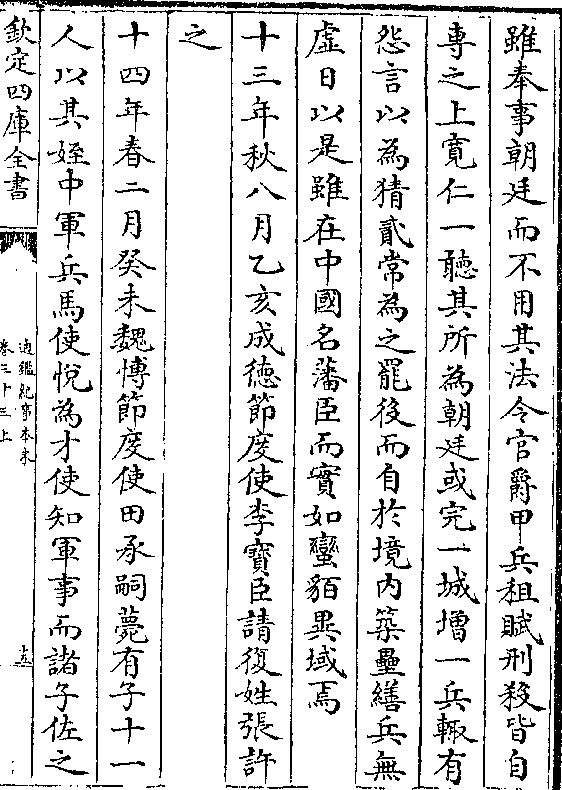 雖奉事朝廷而不用其法令官爵甲兵租賦刑殺皆自
專之上寛仁一聽其所為朝廷或完一城增一兵輙有
怨言以為猜貳常為之罷役而自於境内築壘繕兵無
虚日以是雖在中國名藩臣而實如蠻貊異域焉
十三年秋八月乙亥成德節度使李寳臣請復姓張許
之
十四年春二月癸未魏博節度使田承嗣薨有子十一
人以其姪中軍兵馬使悅為才使知軍事而諸子佐之
欽定四庫全書
通鑑紀事本末
卷三十三上
十五